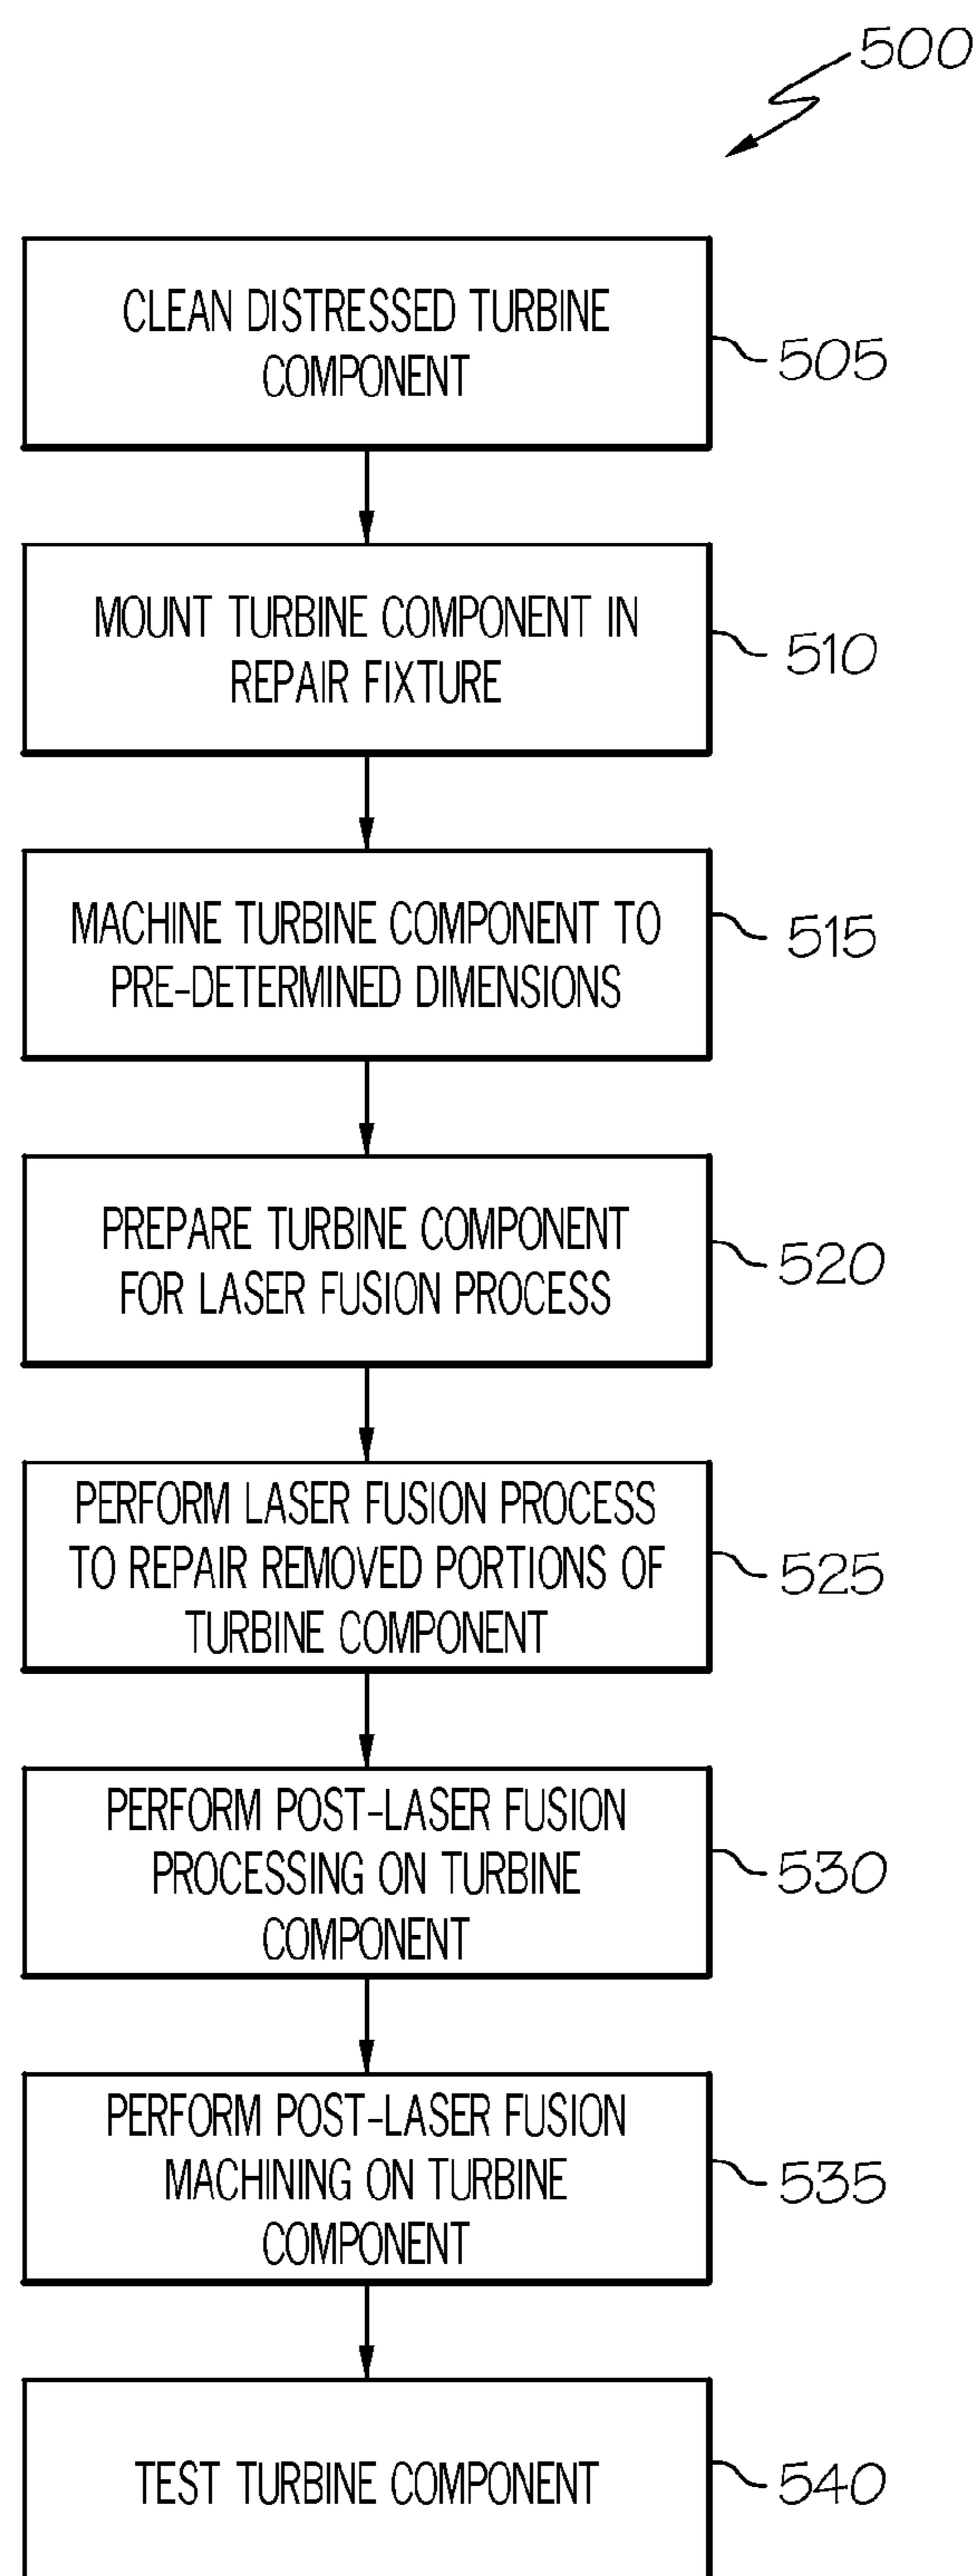 500
CLEAN DISTRESSED TURBINE
COMPONENT
505
MOUNT TURBINE COMPONENT IN
REPAIR FIXTURE
510
MACHINE TURBINE COMPONENT TO
PRE-DETERMINED DIMENSIONS
515
PREPARE TURBINE COMPONENT
FOR LASER FUSION PROCESS
520
PERFORM LASER FUSION PROCESS
TO REPAIR REMOVED PORTIONS OF
TURBINE COMPONENT
525
PERFORM POST-LASER FUSION
PROCESSING ON TURBINE
COMPONENT
530
PERFORM POST-LASER FUSION
MACHINING ON TURBINE
COMPONENT
535
TEST TURBINE COMPONENT
540